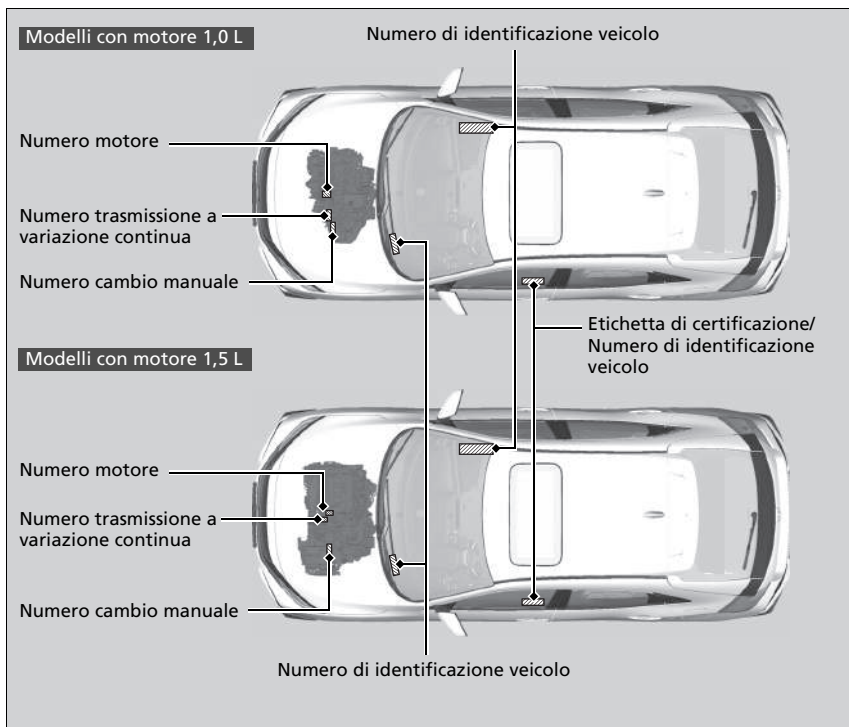 Modelli con motore 1,0 L
Numero di identificazione veicolo
Numero motore
Numero trasmissione a
variazione continua
Numero cambio manuale
Etichetta di certificazione/
Numero di identificazione
veicolo
Modelli con motore 1,5 L
Numero motore
Numero trasmissione a
variazione continua
Numero cambio manuale
Numero di identificazione veicolo